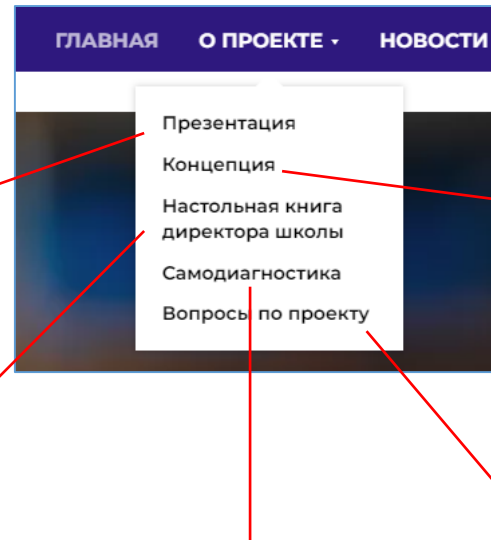 ГЛАВНАЯ О ПРОЕКТЕ НОВОСТИ
Презентация
Концепция
Настольная книга
директора школы
Самодиагностика
Вопросы по проекту